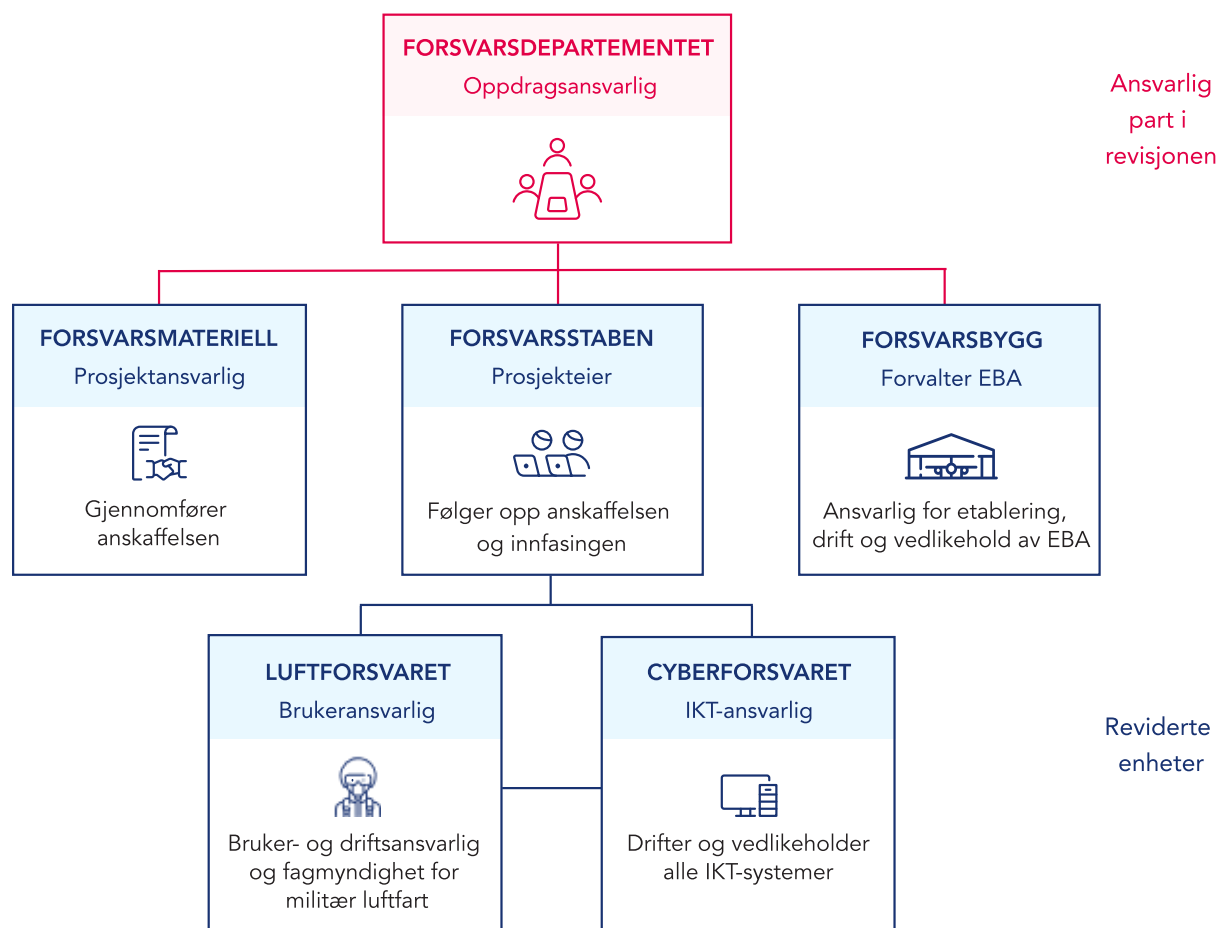 FORSVARSDEPARTEMENTET
Oppdragsansvarlig
Ansvarlig
part i
revisjonen
FORSVARSMATERIELL
Prosjektansvarlig
Gjennomfører
anskaffelsen
FORSVARSSTABEN
Prosjekteier
Følger opp anskaffelsen
og innfasingen
FORSVARSBYGG
Forvalter EBA
Ansvarlig for etablering,
drift og vedlikehold av EBA
LUFTFORSVARET
Brukeransvarlig
Bruker- og driftsansvarlig
og fagmyndighet for
militær luftfart
CYBERFORSVARET
IKT-ansvarlig
Drifter og vedlikeholder
alle IKT-systemer
Reviderte
enheter